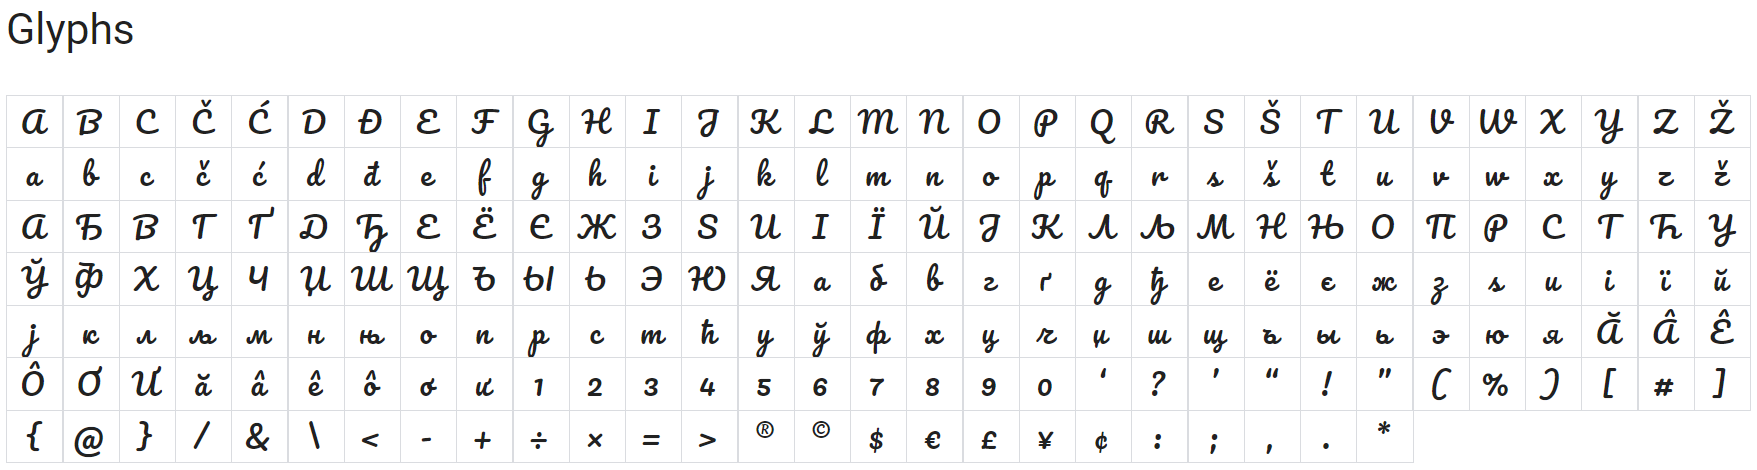 Glyphs
A B C Č Ć D Đ E F G H I J K L M N O P Q R S Š T U V W X Y Z Ž
a b c č ć d đ e f g h i j k l m n o p q r s š t u v w x y z ž
А Б В Г Ґ Д Ђ Е Ё Є Ж З Ѕ И І Ї Й Ј К Л Љ М Н Њ О П Р С Т Ћ У
Ў Ф Х Ц Ч Џ Ш Щ Ъ Ы Ь Э Ю Я а б в г ґ д ђ е ё є ж з ѕ и і ї й
ј к л љ м н њ о п р с т ћ у ў ф х ц ч џ ш щ ъ ы ь э ю я Ă Â Ê
Ô Ơ Ư ă â ê ô ơ ư 1 2 3 4 5 6 7 8 9 0 ‘ ? ’ “ ! ” ( % ) [ # ]
{ @ } / & \ < - + ÷ × = > ® © $ € £ ¥ ¢ : ; , . *